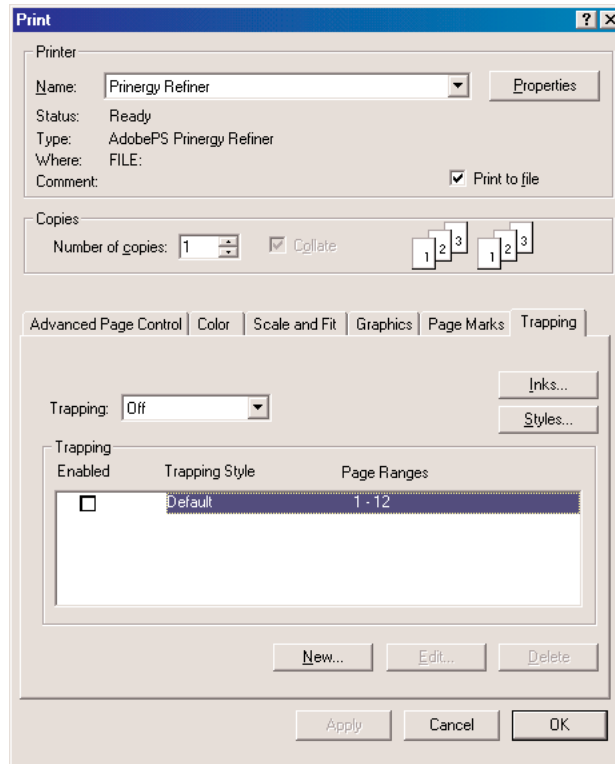 Print
Printer
Name: Prinergy Refiner Properties
Status: Ready
Type: AdobePS Prinergy Refiner
Where: FILE:
Comment: Print to file
Copies
Number of copies: 1 Collate 1 2 3 1 2 3
Advanced Page Control Color Scale and Fit Graphics Page Marks Trapping
Inks...
Trapping: Off
Styles...
Trapping
Enabled Trapping Style Page Ranges
Default 1 - 12
New... Edit... Delete
Apply Cancel OK